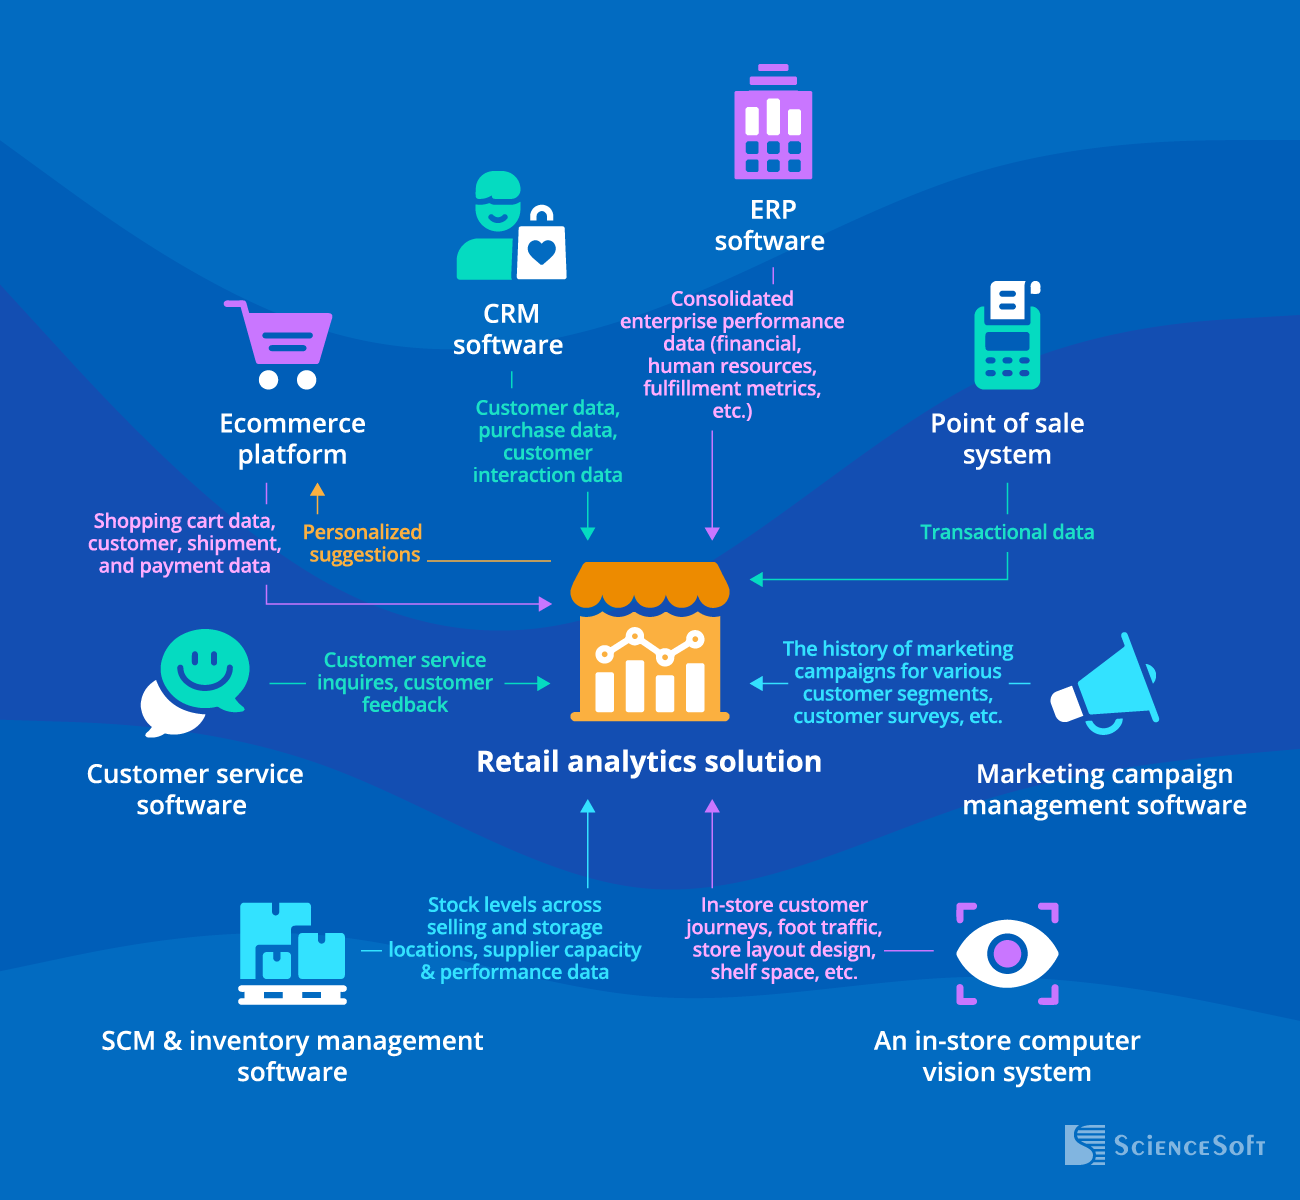 ERP
software
Consolidated
enterprise performance
data (financial,
human resources,
fulfillment metrics,
etc.)
CRM
software
Customer data,
purchase data,
customer
interaction data
Ecommerce
platform
Shopping cart data,
customer, shipment,
and payment data
Personalized
suggestions
Point of sale
system
Transactional data
Customer service
inquires, customer
feedback
Customer service
software
The history of marketing
campaigns for various
customer segments,
customer surveys, etc.
Marketing campaign
management software
Retail analytics solution
Stock levels across
selling and storage
locations, supplier capacity
& performance data
SCM & inventory management
software
In-store customer
journeys, foot traffic,
store layout design,
shelf space, etc.
An in-store computer
vision system
ScienceSoft